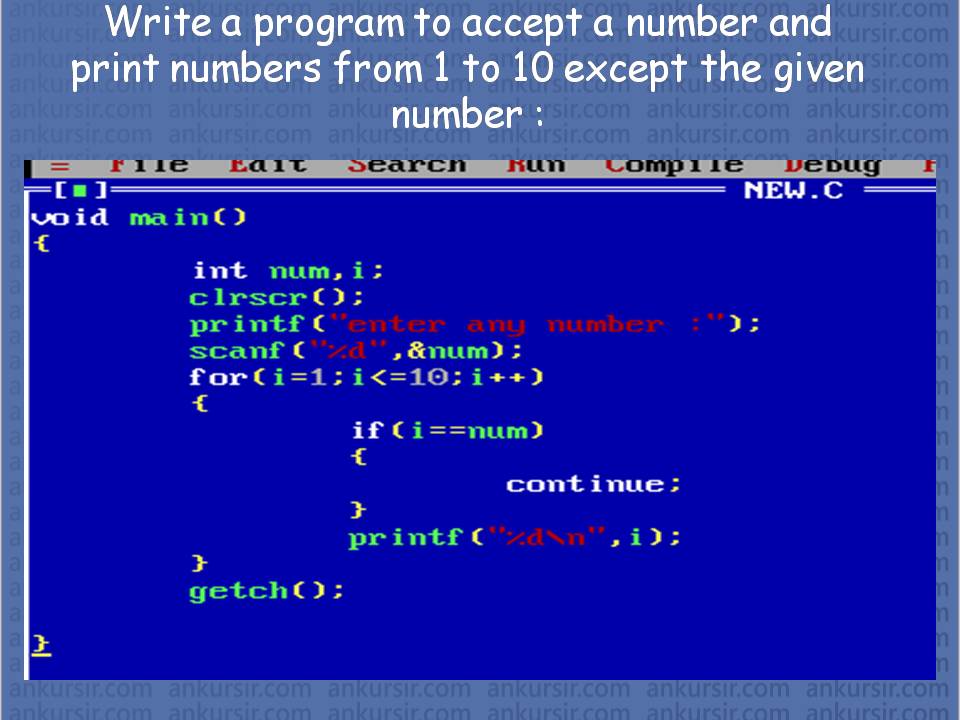 Write a program to accept a number and
print numbers from 1 to 10 except the given
number :
= File Edit Search Run Compile Debug
[■] NEW.C
void main()
{
int num,i;
clrscr();
printf("enter any number :");
scanf("%d",&num);
for(i=1;i<=10;i++)
{
if(i==num)
{
continue;
}
printf("%d\n",i);
}
getch();
}
ankursir.com